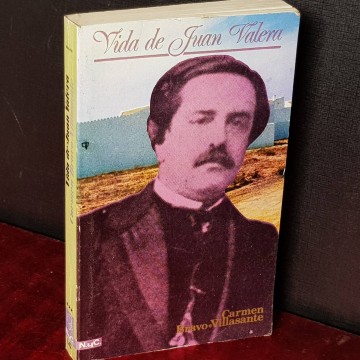 Vida de Juan Valera
Carmen
Bravo-Villasante
Vida de Juan Valera
N.y.C.